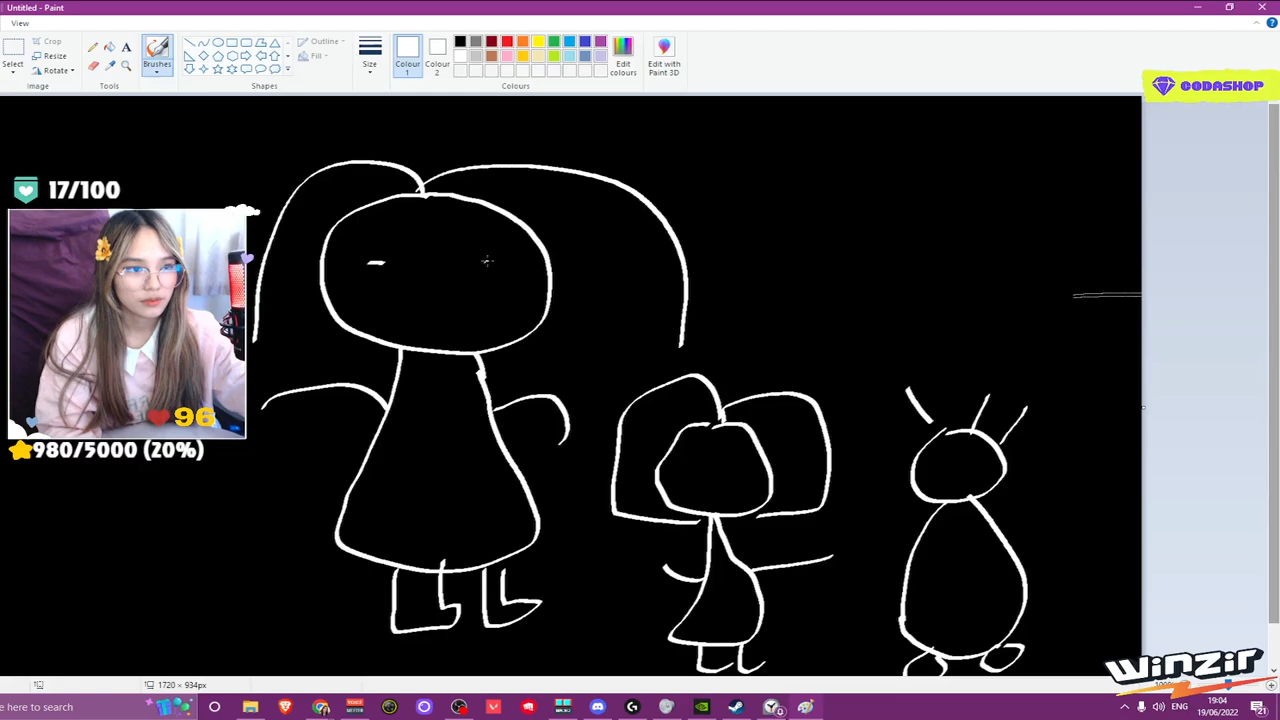 Untitled - Paint
View
Select
Crop
Resize
Rotate
Image
Tools
Brushes
Shapes
Outline
Fill
Size
Colour
1
Colour
2
Edit
colours
Edit with
Paint 3D
Colours
CODASHOP
17/100
96
980/5000 (20%)
WINZIR
1720 × 934px
here to search
ENG
19:04
19/06/2022
21